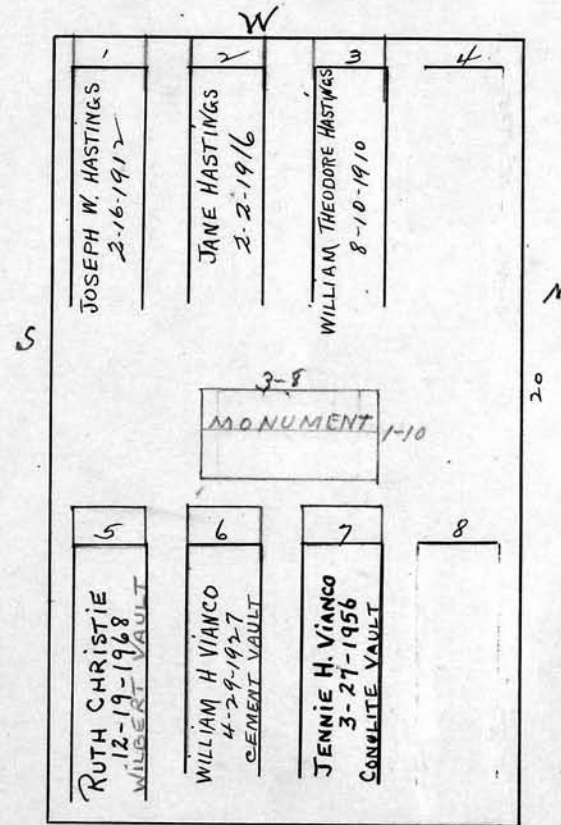 W
1
2
3
4
JOSEPH W. HASTINGS
2-16-1912
JANE HASTINGS
2-2-1916
WILLIAM THEODORE HASTINGS
8-10-1910
S
N
20
3-8
MONUMENT
1-10
5
6
7
8
RUTH CHRISTIE
12-19-1968
WILBERT VAULT
WILLIAM H VIANCO
4-29-1927
CEMENT VAULT
JENNIE H. VIANCO
3-27-1956
VAULT